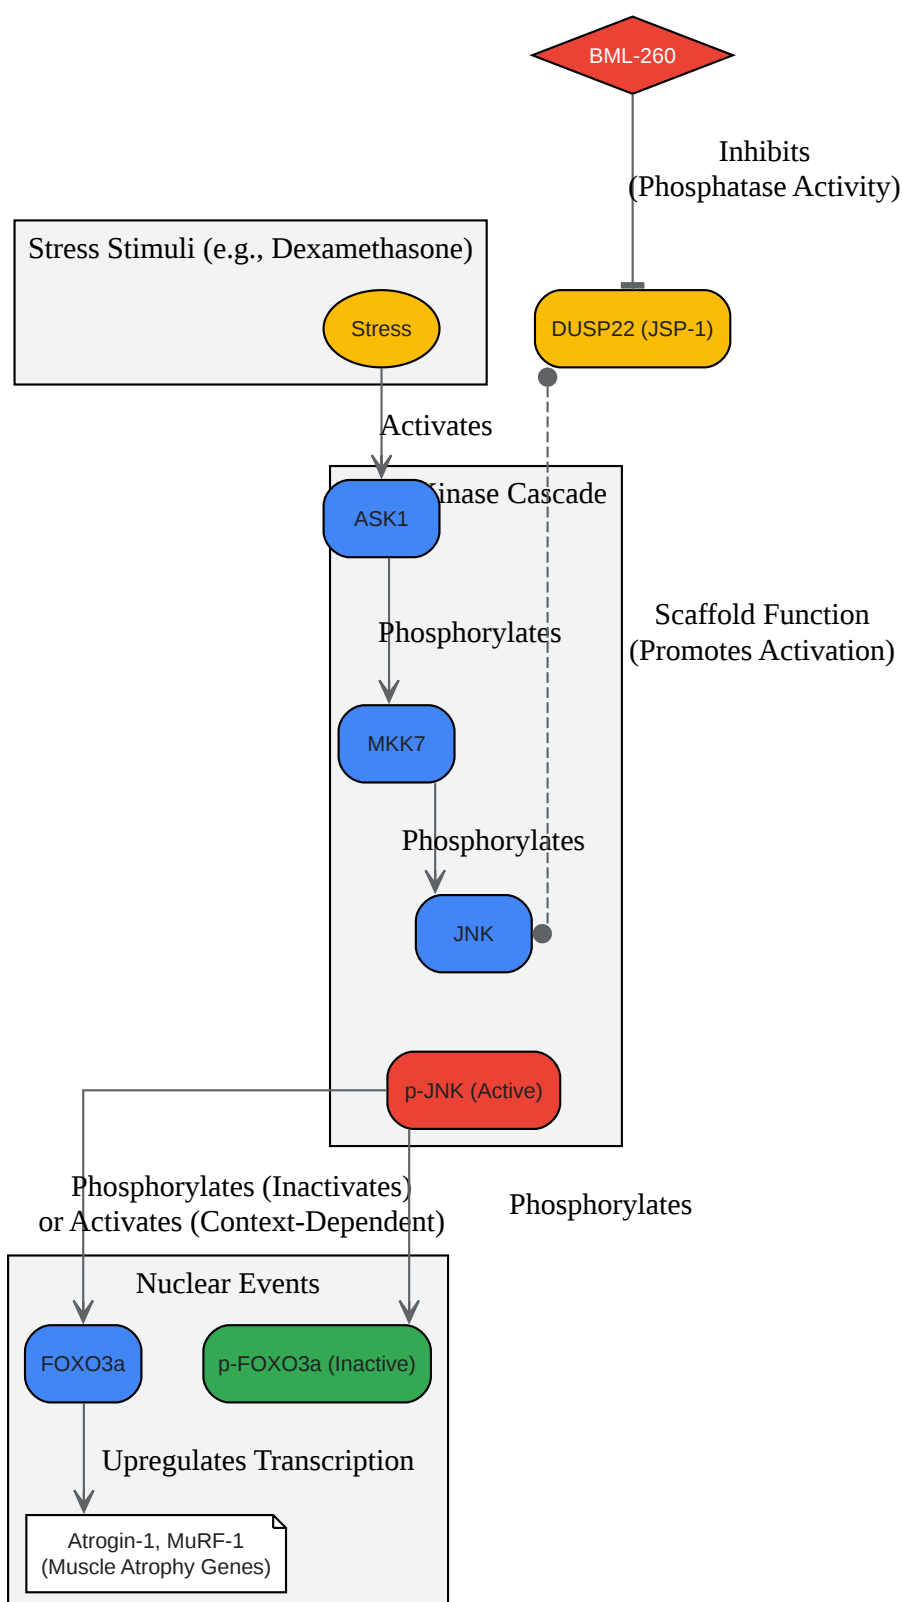 BML-260
Inhibits
(Phosphatase Activity)
Stress Stimuli (e.g., Dexamethasone)
Stress
DUSP22 (JSP-1)
Activates
Kinase Cascade
ASK1
Phosphorylates
Scaffold Function
(Promotes Activation)
MKK7
Phosphorylates
JNK
p-JNK (Active)
Phosphorylates (Inactivates)
or Activates (Context-Dependent)
Phosphorylates
Nuclear Events
FOXO3a
p-FOXO3a (Inactive)
Upregulates Transcription
Atrogin-1, MuRF-1
(Muscle Atrophy Genes)